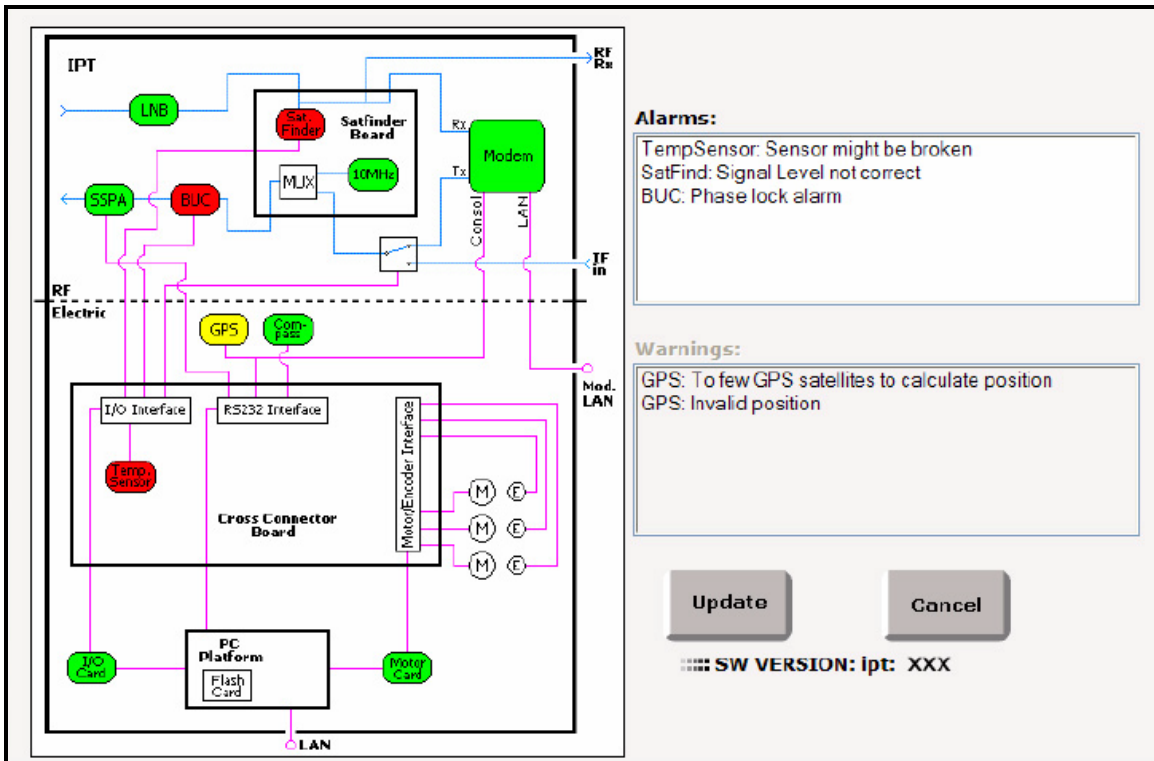 IPT
RF
Rx
LNB
Sat.
Finder
Satfinder
Board
Rx
Modem
Tx
10MHz
MUX
SSPA
BUC
Consol
LAN
IF
in
RF
Electric
GPS
Com-
pass
Mod.
LAN
I/O Interface
RS232 Interface
Motor/Encoder Interface
Temp.
Sensor
M
E
M
E
M
E
Cross Connector
Board
PC
Platform
Flash
Card
I/O
Card
Motor
Card
LAN
Alarms:
TempSensor: Sensor might be broken
SatFind: Signal Level not correct
BUC: Phase lock alarm
Warnings:
GPS: To few GPS satellites to calculate position
GPS: Invalid position
Update
Cancel
SW VERSION: ipt: XXX